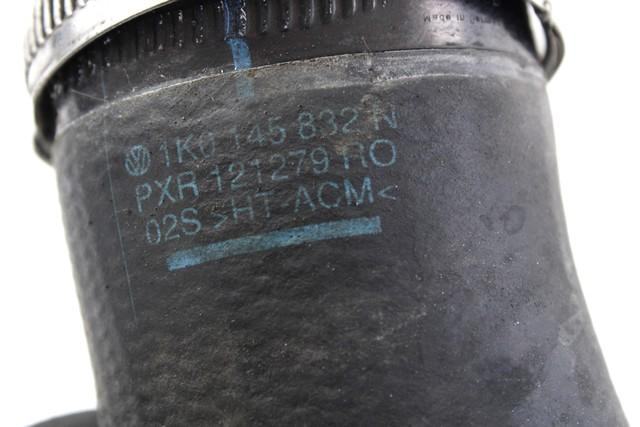 1K0 145 832 N
PXR 121279 RO
02S >HT-ACM<